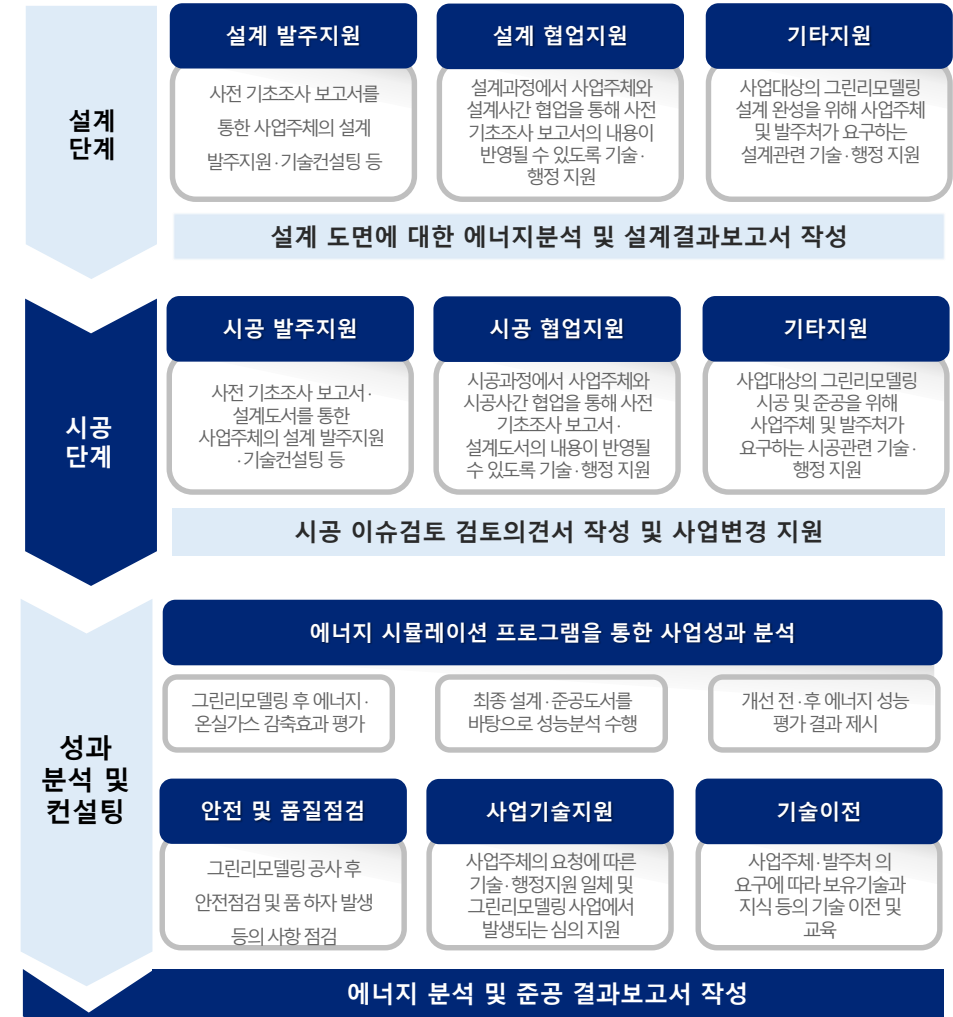 설계
단계
설계 발주지원
사전 기초조사 보고서를
통한 사업주체의 설계
발주지원·기술컨설팅 등
설계 협업지원
설계과정에서 사업주체와
설계사간 협업을 통해 사전
기초조사 보고서의 내용이
반영될 수 있도록 기술·
행정 지원
기타지원
사업대상의 그린리모델링
설계 완성을 위해 사업주체
및 발주처가 요구하는
설계관련 기술·행정 지원
설계 도면에 대한 에너지분석 및 설계결과보고서 작성
시공
단계
시공 발주지원
사전 기초조사 보고서·
설계도서를 통한
사업주체의 설계 발주지원
·기술컨설팅 등
시공 협업지원
시공과정에서 사업주체와
시공사간 협업을 통해 사전
기초조사 보고서·
설계도서의 내용이 반영될
수 있도록 기술·행정 지원
기타지원
사업대상의 그린리모델링
시공 및 준공을 위해
사업주체 및 발주처가
요구하는 시공관련 기술·
행정 지원
시공 이슈검토 검토의견서 작성 및 사업변경 지원
성과
분석 및
컨설팅
에너지 시뮬레이션 프로그램을 통한 사업성과 분석
그린리모델링 후 에너지·
온실가스 감축효과 평가
최종 설계·준공도서를
바탕으로 성능분석 수행
개선 전·후 에너지 성능
평가 결과 제시
안전 및 품질점검
그린리모델링 공사 후
안전점검 및 품 하자 발생
등의 사항 점검
사업기술지원
사업주체의 요청에 따른
기술·행정지원 일체 및
그린리모델링 사업에서
발생되는 심의 지원
기술이전
사업주체·발주처 의
요구에 따라 보유기술과
지식 등의 기술 이전 및
교육
에너지 분석 및 준공 결과보고서 작성